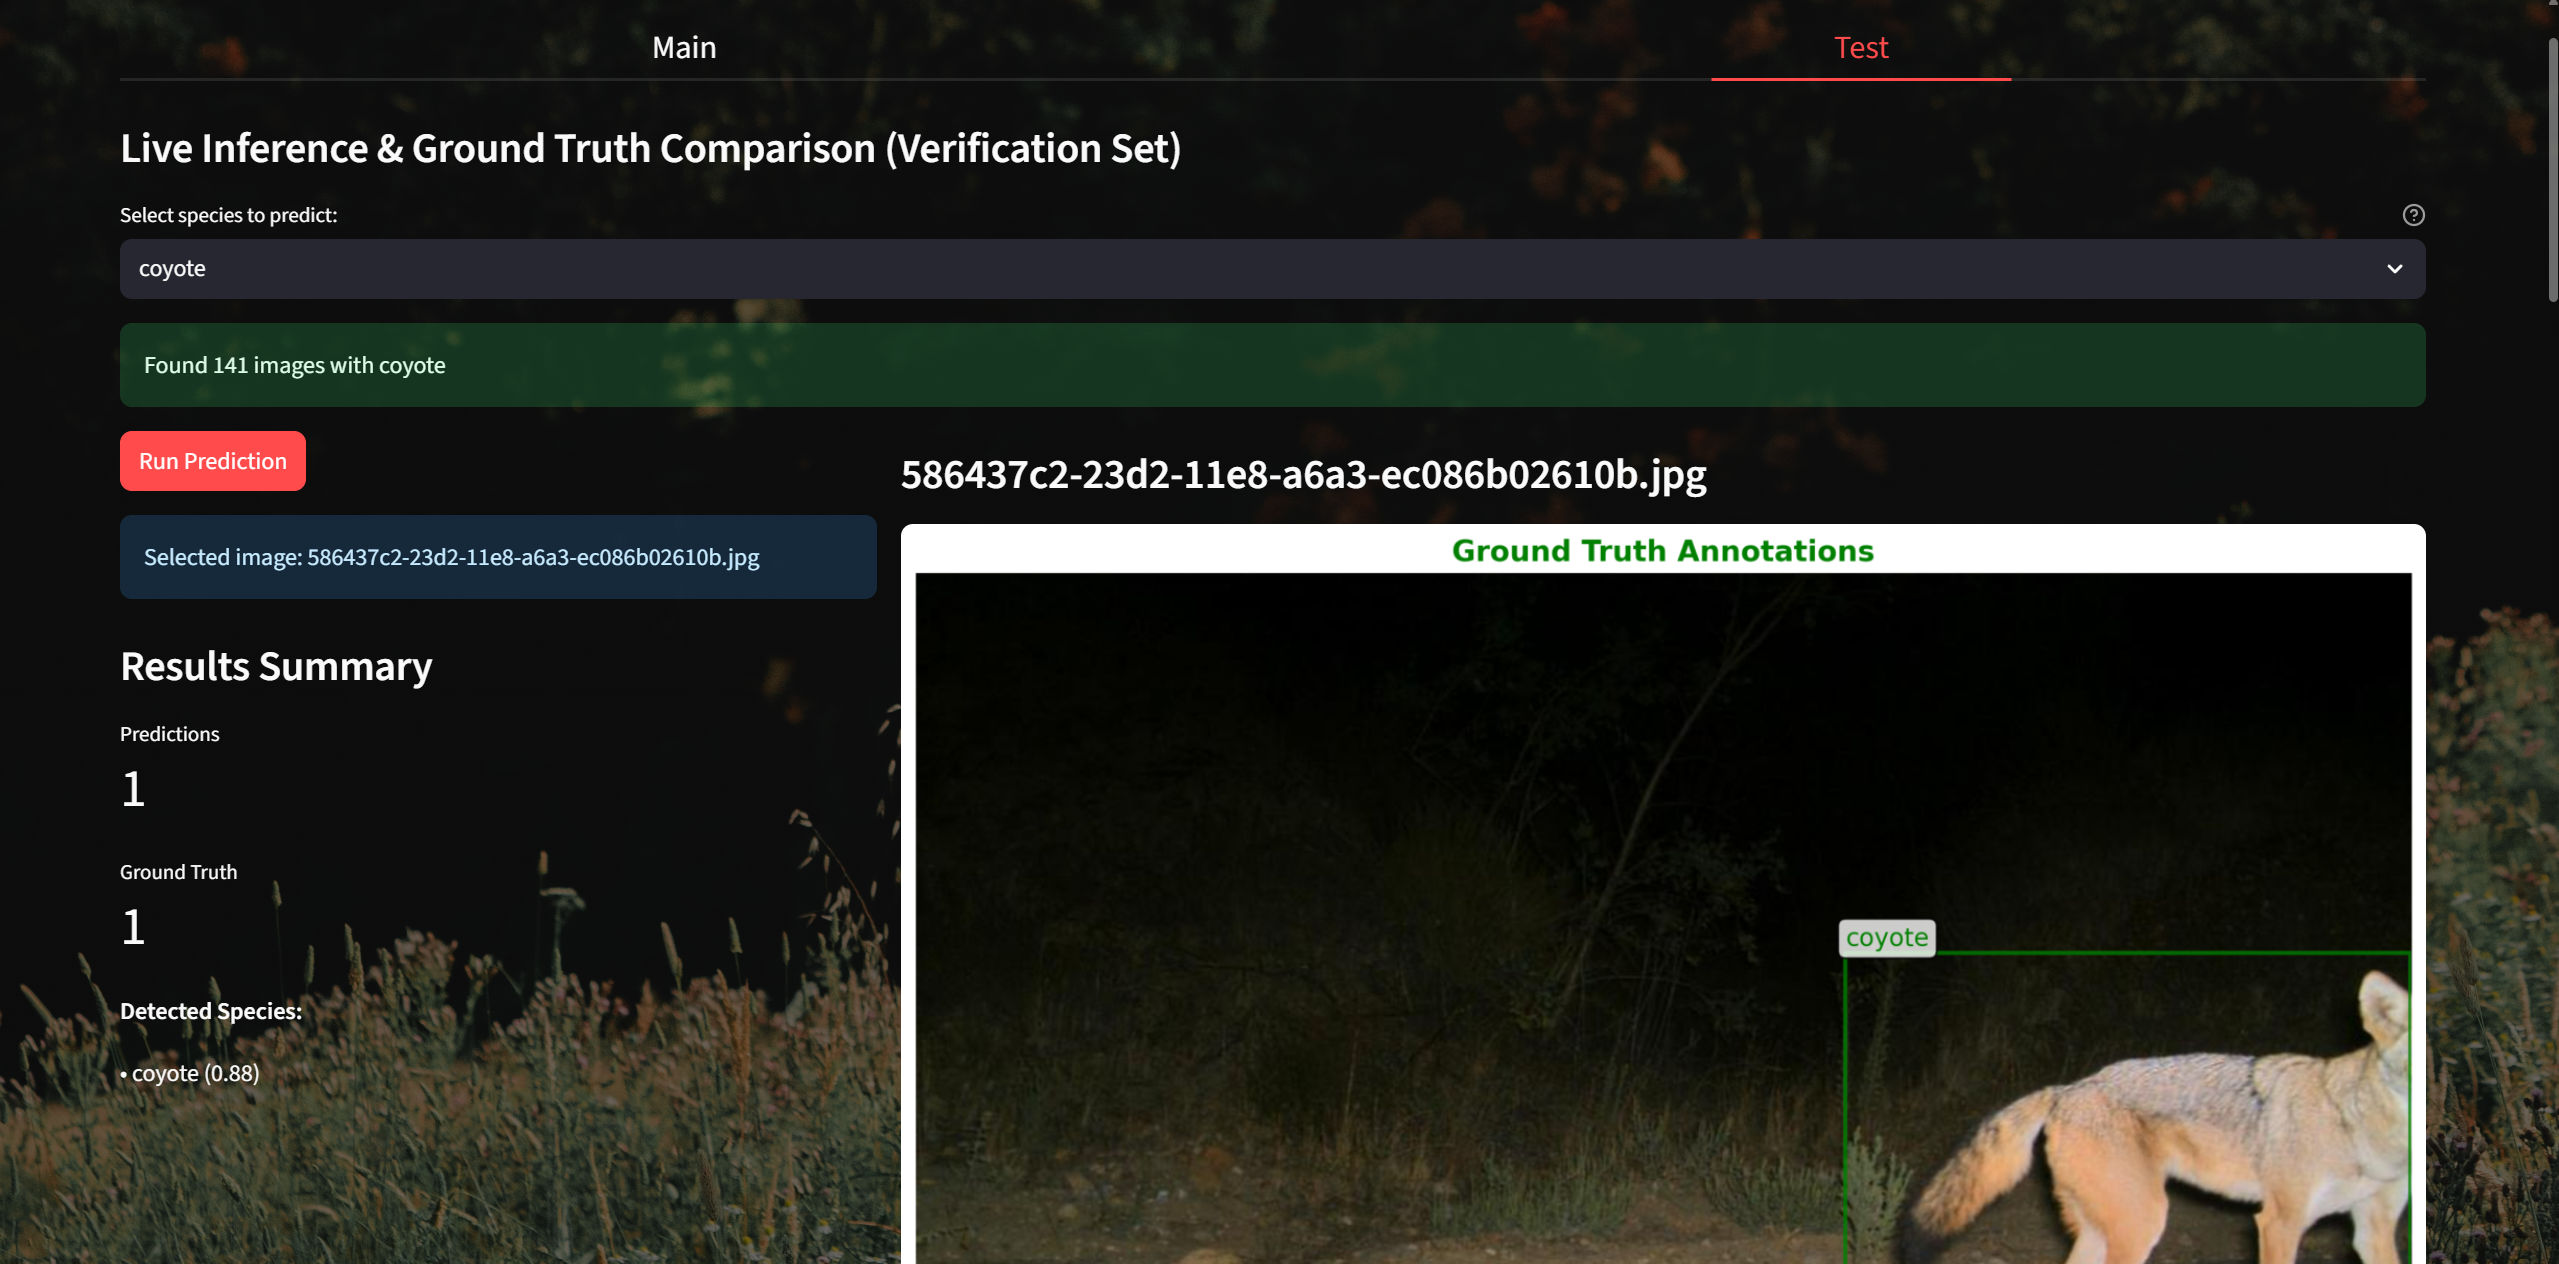 Main
Test
Live Inference & Ground Truth Comparison (Verification Set)
Select species to predict:
coyote
Found 141 images with coyote
Run Prediction
586437c2-23d2-11e8-a6a3-ec086b02610b.jpg
Selected image: 586437c2-23d2-11e8-a6a3-ec086b02610b.jpg
Ground Truth Annotations
Results Summary
Predictions
1
Ground Truth
1
coyote
Detected Species:
• coyote (0.88)